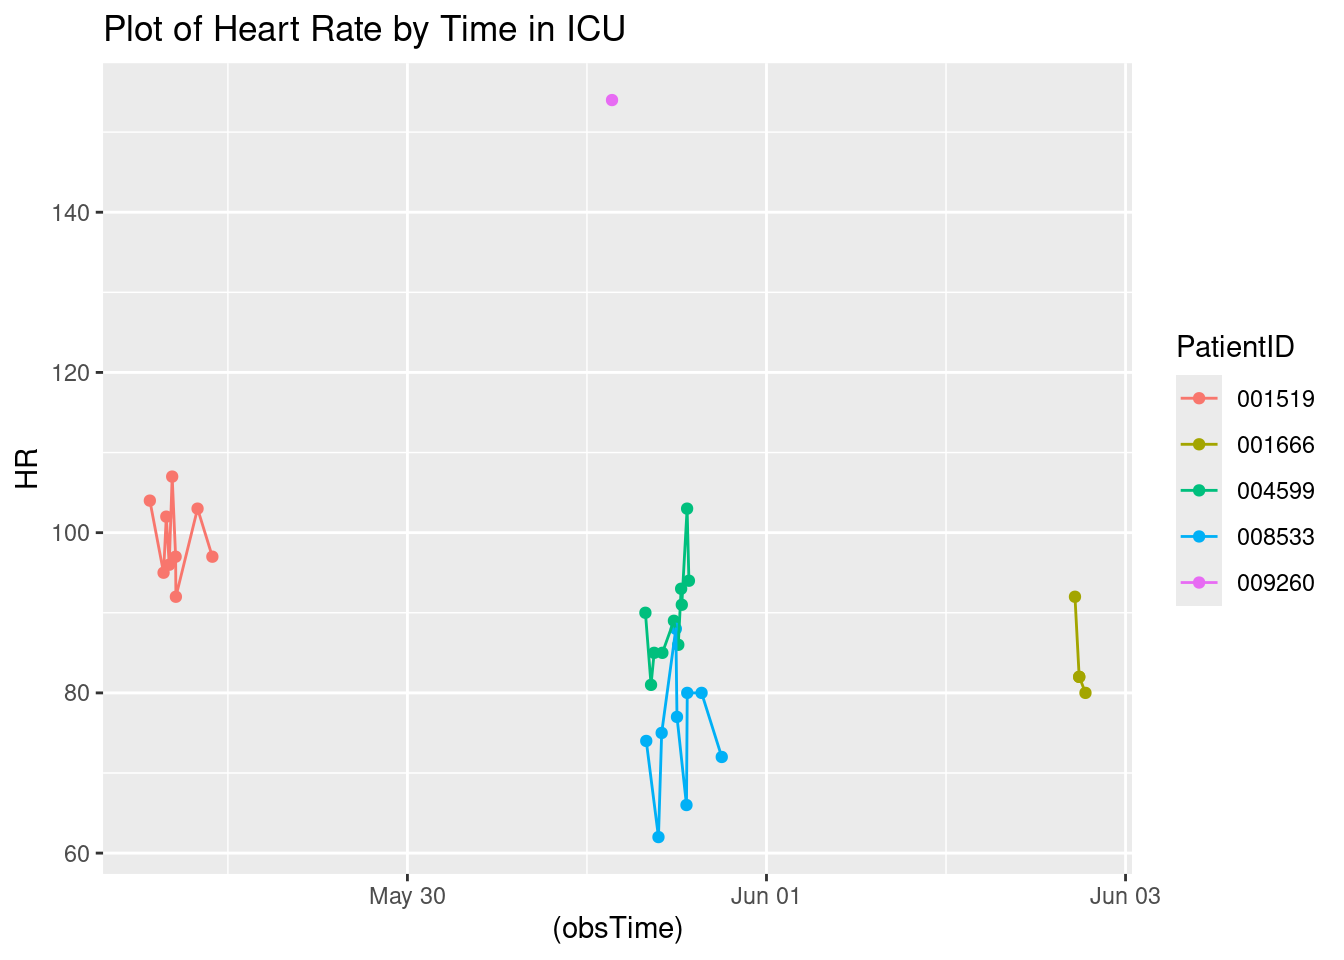 Plot of Heart Rate by Time in ICU
HR
140
120
100
80
60
May 30
Jun 01
Jun 03
(obsTime)
PatientID
001519
001666
004599
008533
009260